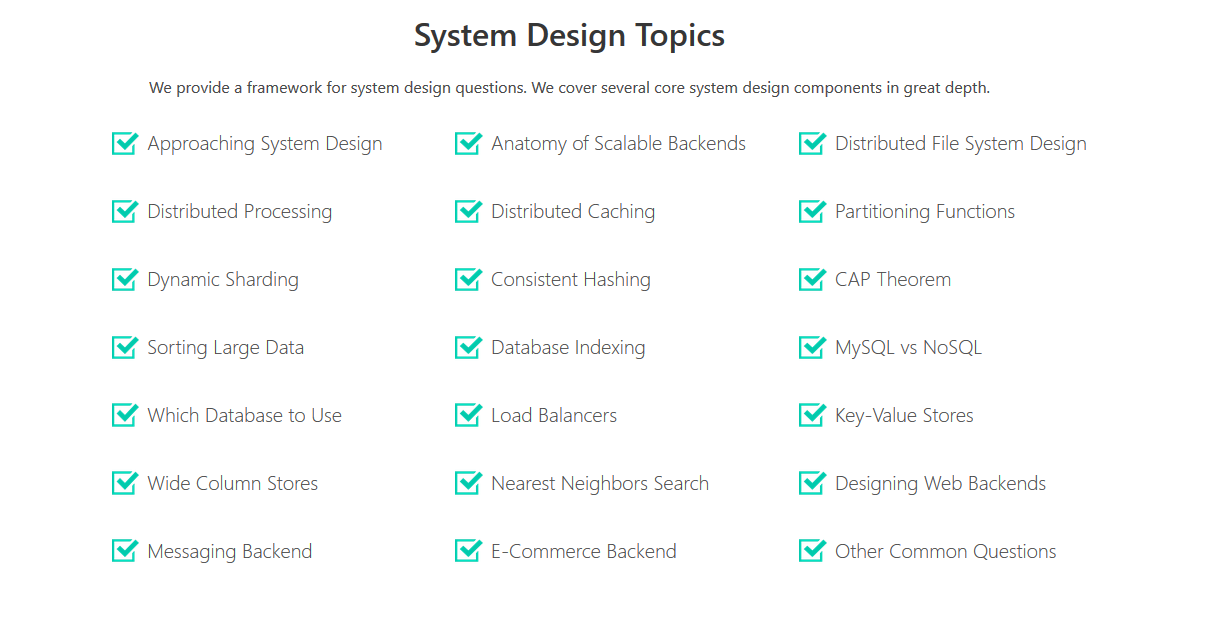 System Design Topics
We provide a framework for system design questions. We cover several core system design components in great depth.
Approaching System Design
Anatomy of Scalable Backends
Distributed File System Design
Distributed Processing
Distributed Caching
Partitioning Functions
Dynamic Sharding
Consistent Hashing
CAP Theorem
Sorting Large Data
Database Indexing
MySQL vs NoSQL
Which Database to Use
Load Balancers
Key-Value Stores
Wide Column Stores
Nearest Neighbors Search
Designing Web Backends
Messaging Backend
E-Commerce Backend
Other Common Questions